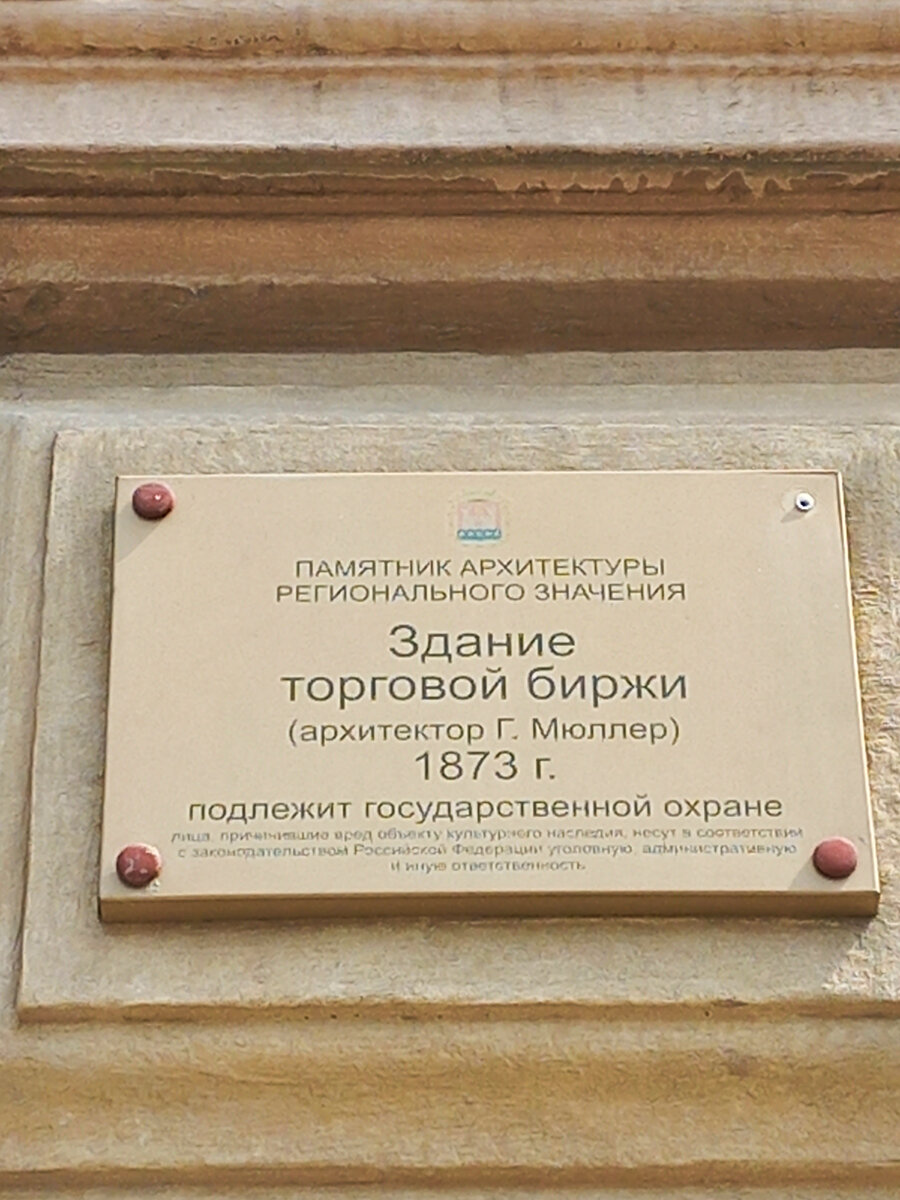 ПАМЯТНИК АРХИТЕКТУРЫ
РЕГИОНАЛЬНОГО ЗНАЧЕНИЯ
Здание
торговой биржи
(архитектор Г. Мюллер)
1873 г.
подлежит государственной охране
лица, причинившие вред объекту культурного наследия, несут в соответствии
с законодательством Российской Федерации уголовную, административную
и иную ответственность.